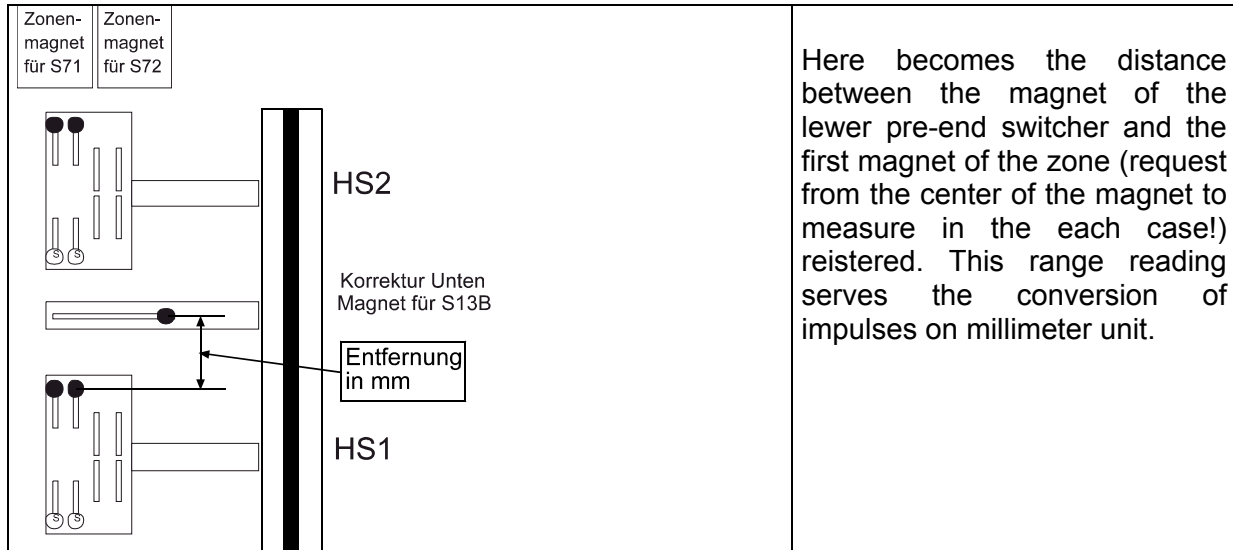 Zonen-
magnet
für S71
Zonen-
magnet
für S72
HS2
Korrektur Unten
Magnet für S13B
Entfernung
in mm
HS1
S S
S S
Here becomes the distance
between the magnet of the
lewer pre-end switcher and the
first magnet of the zone (request
from the center of the magnet to
measure in the each case!)
reistered. This range reading
serves the conversion of
impulses on millimeter unit.